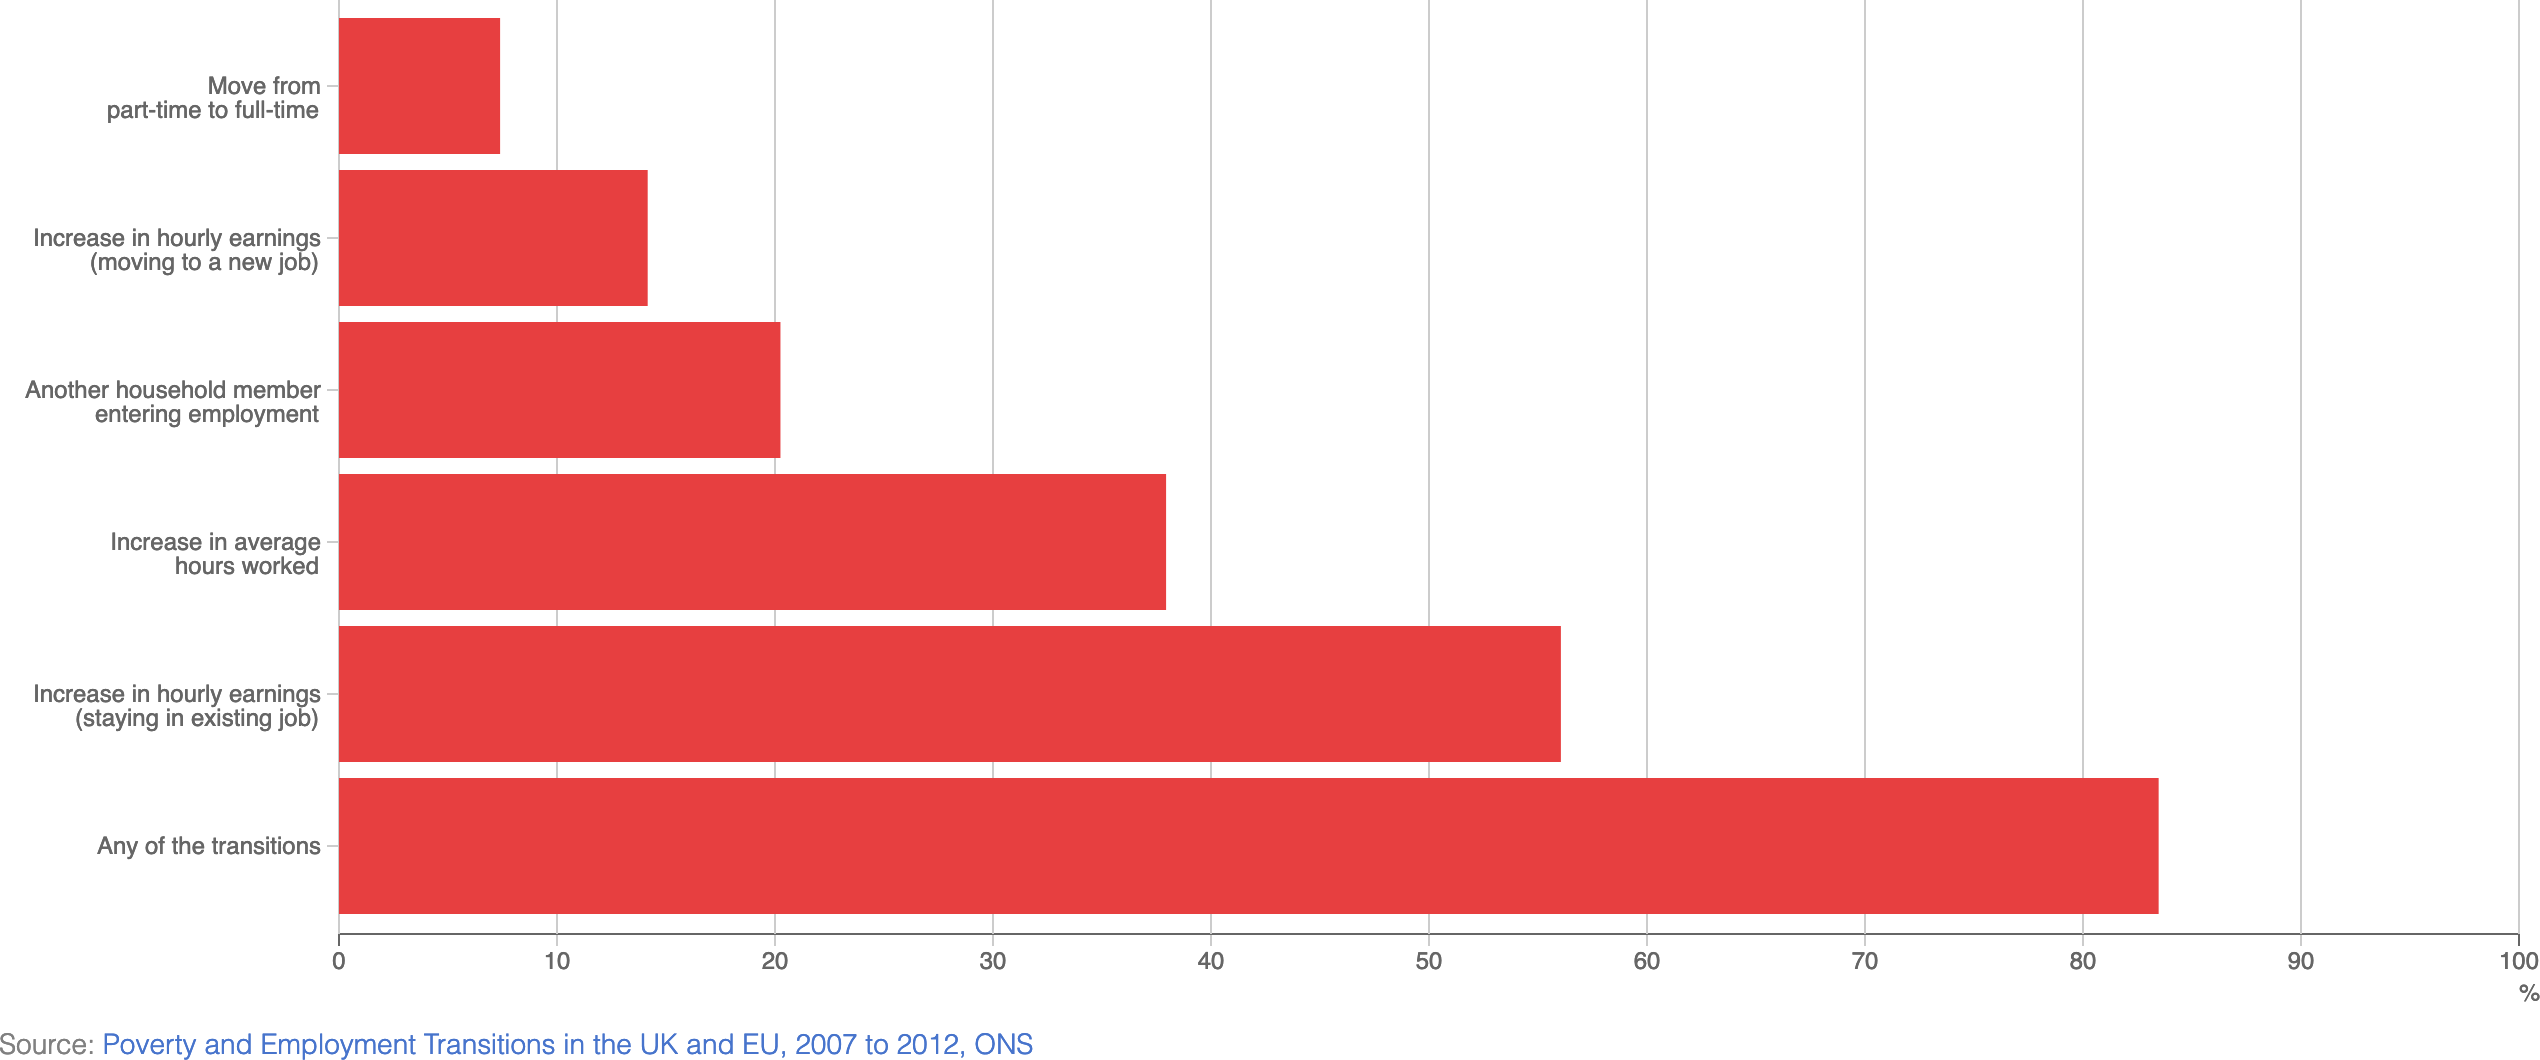 Move from
part-time to full-time
Increase in hourly earnings
(moving to a new job)
Another household member
entering employment
Increase in average
hours worked
Increase in hourly earnings
(staying in existing job)
Any of the transitions
0 10 20 30 40 50 60 70 80 90 100
%
Source: Poverty and Employment Transitions in the UK and EU, 2007 to 2012, ONS